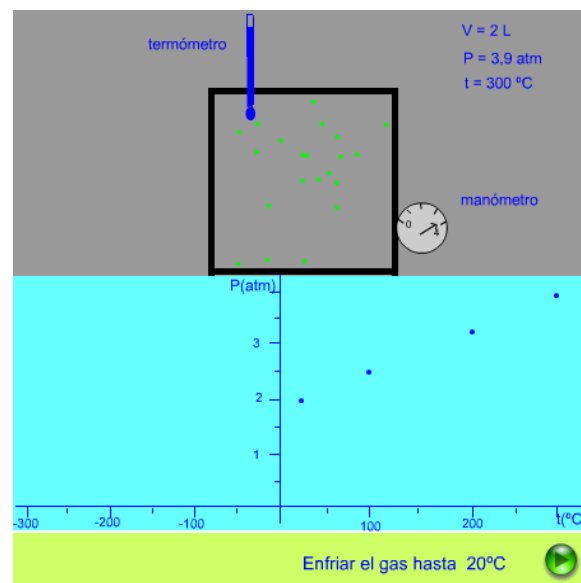 termómetro
V = 2 L
P = 3,9 atm
t = 300 ºC
manómetro
0
4
P(atm)
3
2
1
-300 -200 -100 100 200 t(ºC)
Enfriar el gas hasta 20ºC